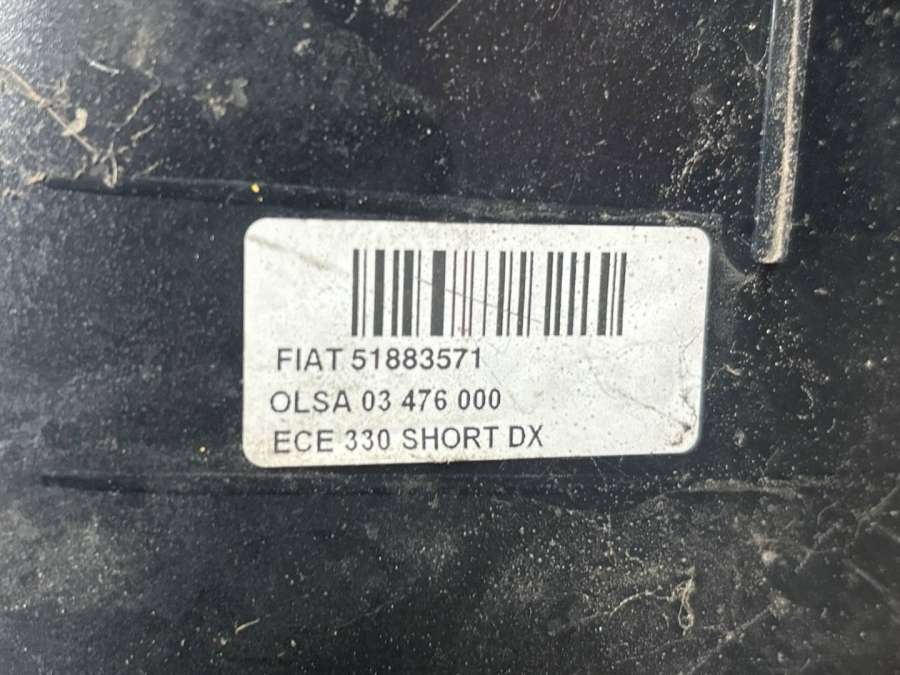 FIAT 51883571
OLSA 03 476 000
ECE 330 SHORT DX